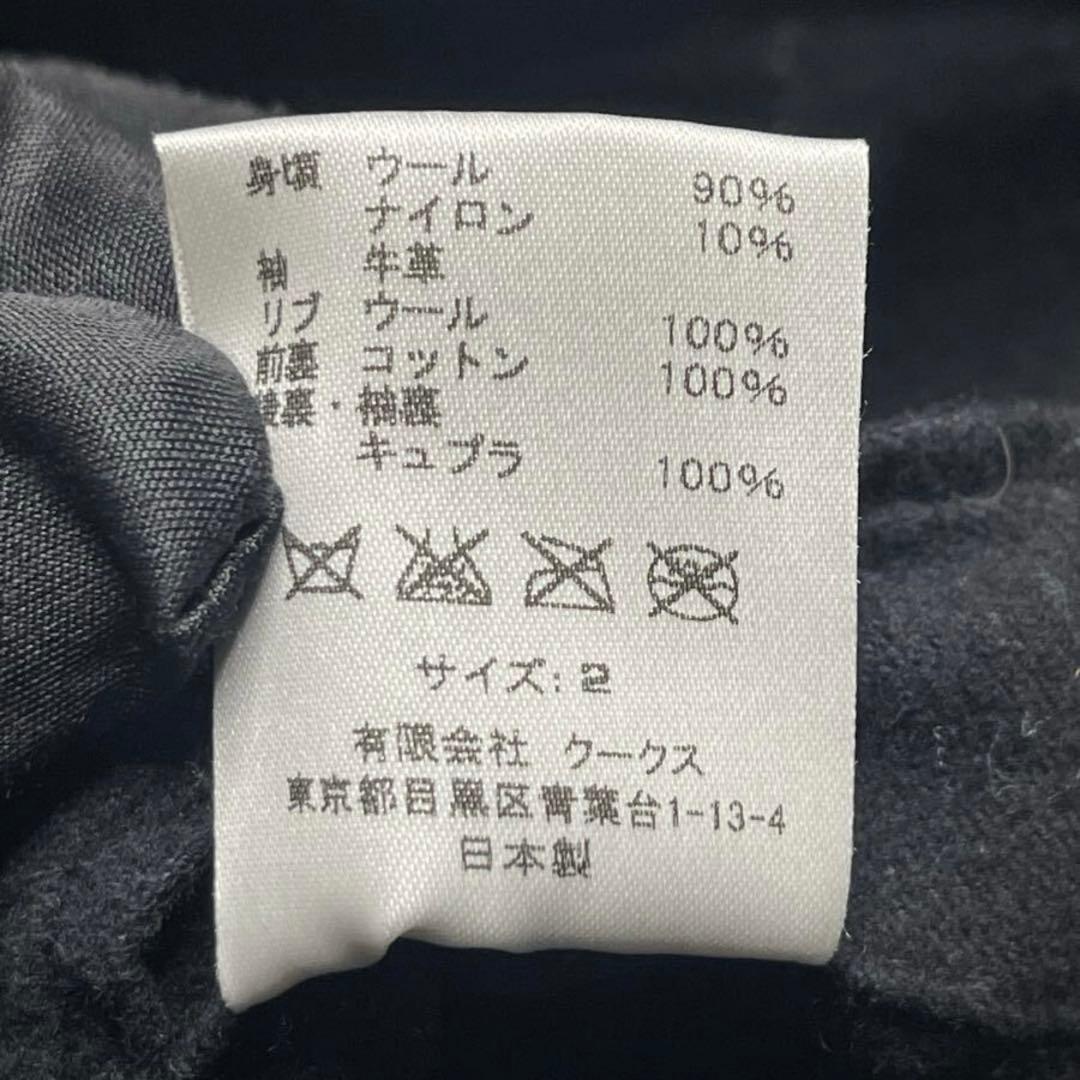 身頃 ウール 90%
ナイロン 10%
袖 牛革
リブ ウール 100%
前裏 コットン 100%
後裏・袖裏
キュプラ 100%
サイズ: 2
有限会社 クークス
東京都目黒区青葉台1-13-4
日本製